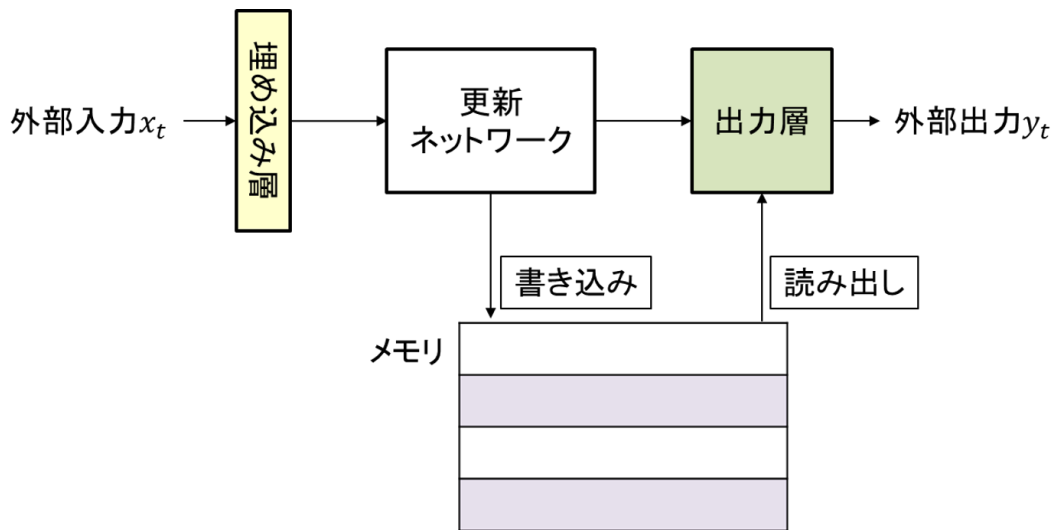 外部入力x_t
埋め込み層
更新
ネットワーク
出力層
外部出力y_t
書き込み
読み出し
メモリ